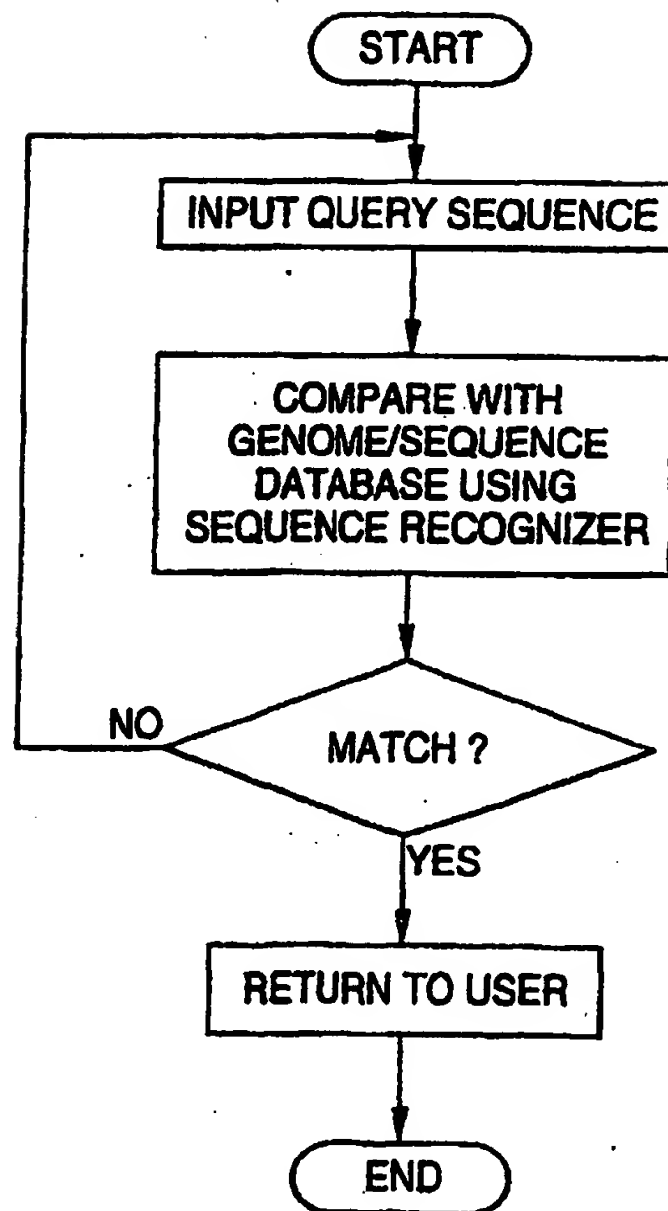 START
INPUT QUERY SEQUENCE
COMPARE WITH
GENOME/SEQUENCE
DATABASE USING
SEQUENCE RECOGNIZER
NO
MATCH ?
YES
RETURN TO USER
END